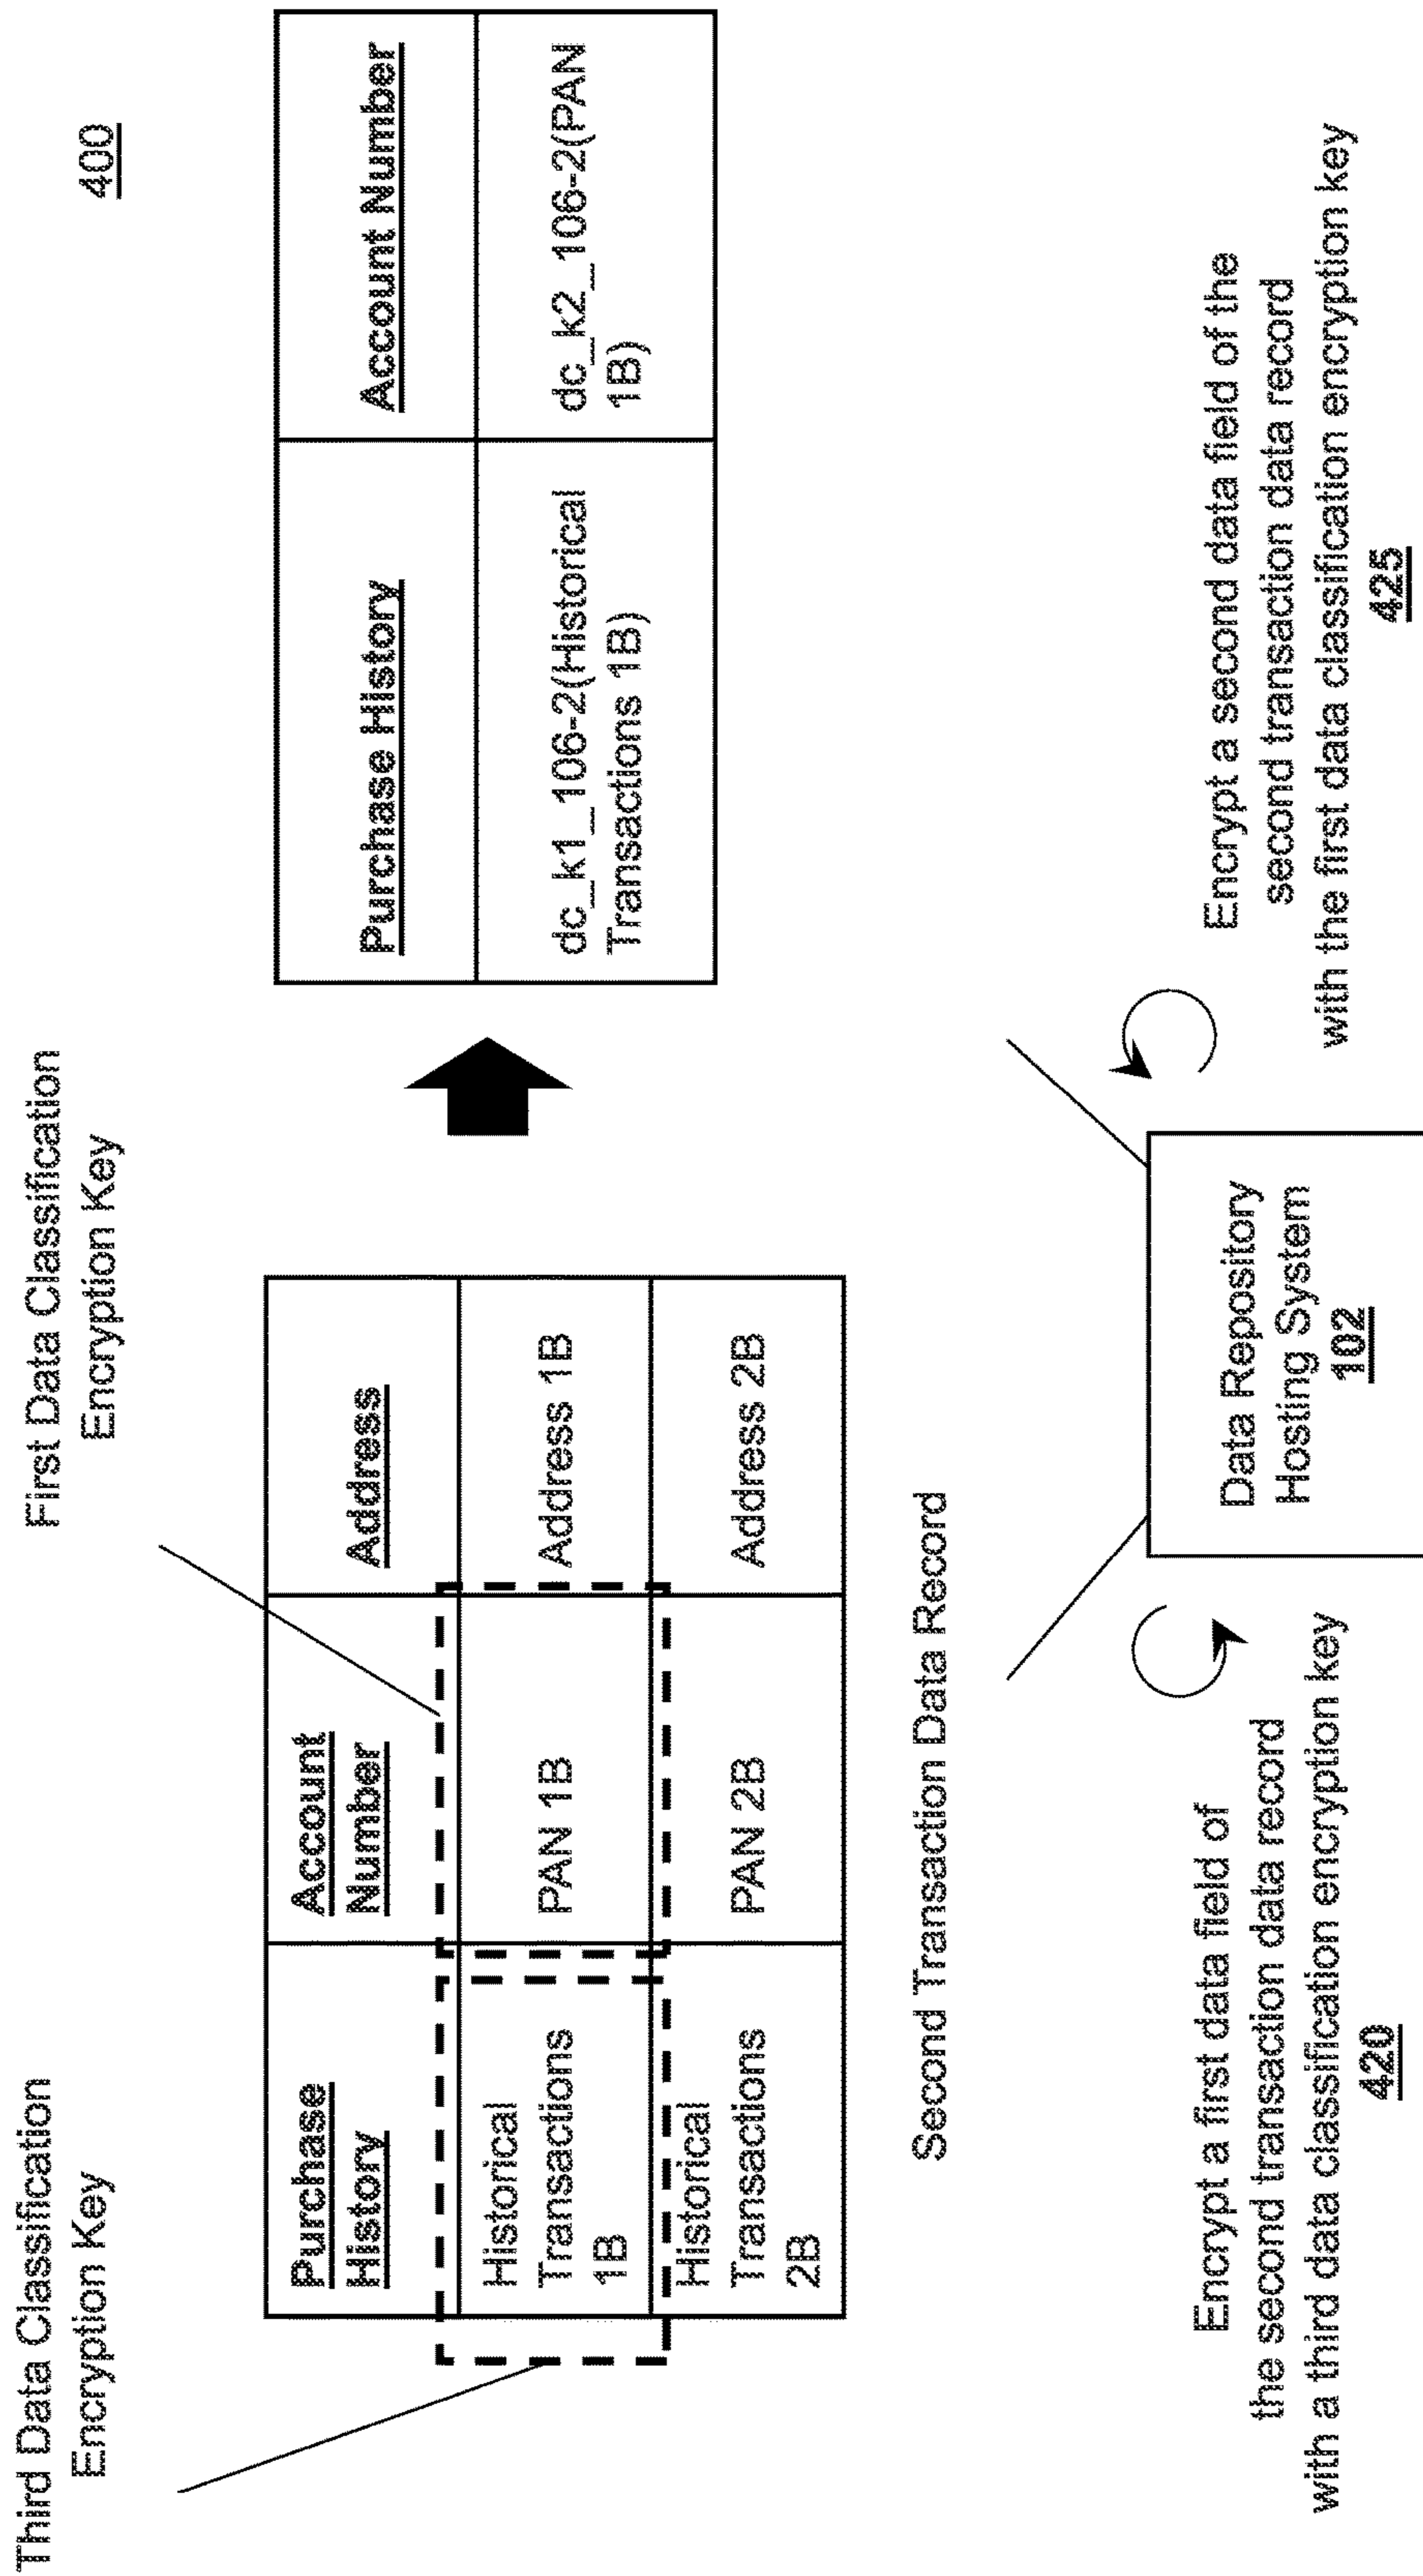 400
Third Data Classification
Encryption Key
First Data Classification
Encryption Key
Purchase
History
Account
Number
Address
Historical
Transactions
1B
PAN 1B
Address 1B
Historical
Transactions
2B
PAN 2B
Address 2B
Second Transaction Data Record
Purchase History
Account Number
dc_k1_106-2(Historical
Transactions 1B)
dc_k2_106-2(PAN
1B)
Encrypt a first data field of
the second transaction data record
with a third data classification encryption key
420
Data Repository
Hosting System
102
Encrypt a second data field of the
second transaction data record
with the first data classification encryption key
425